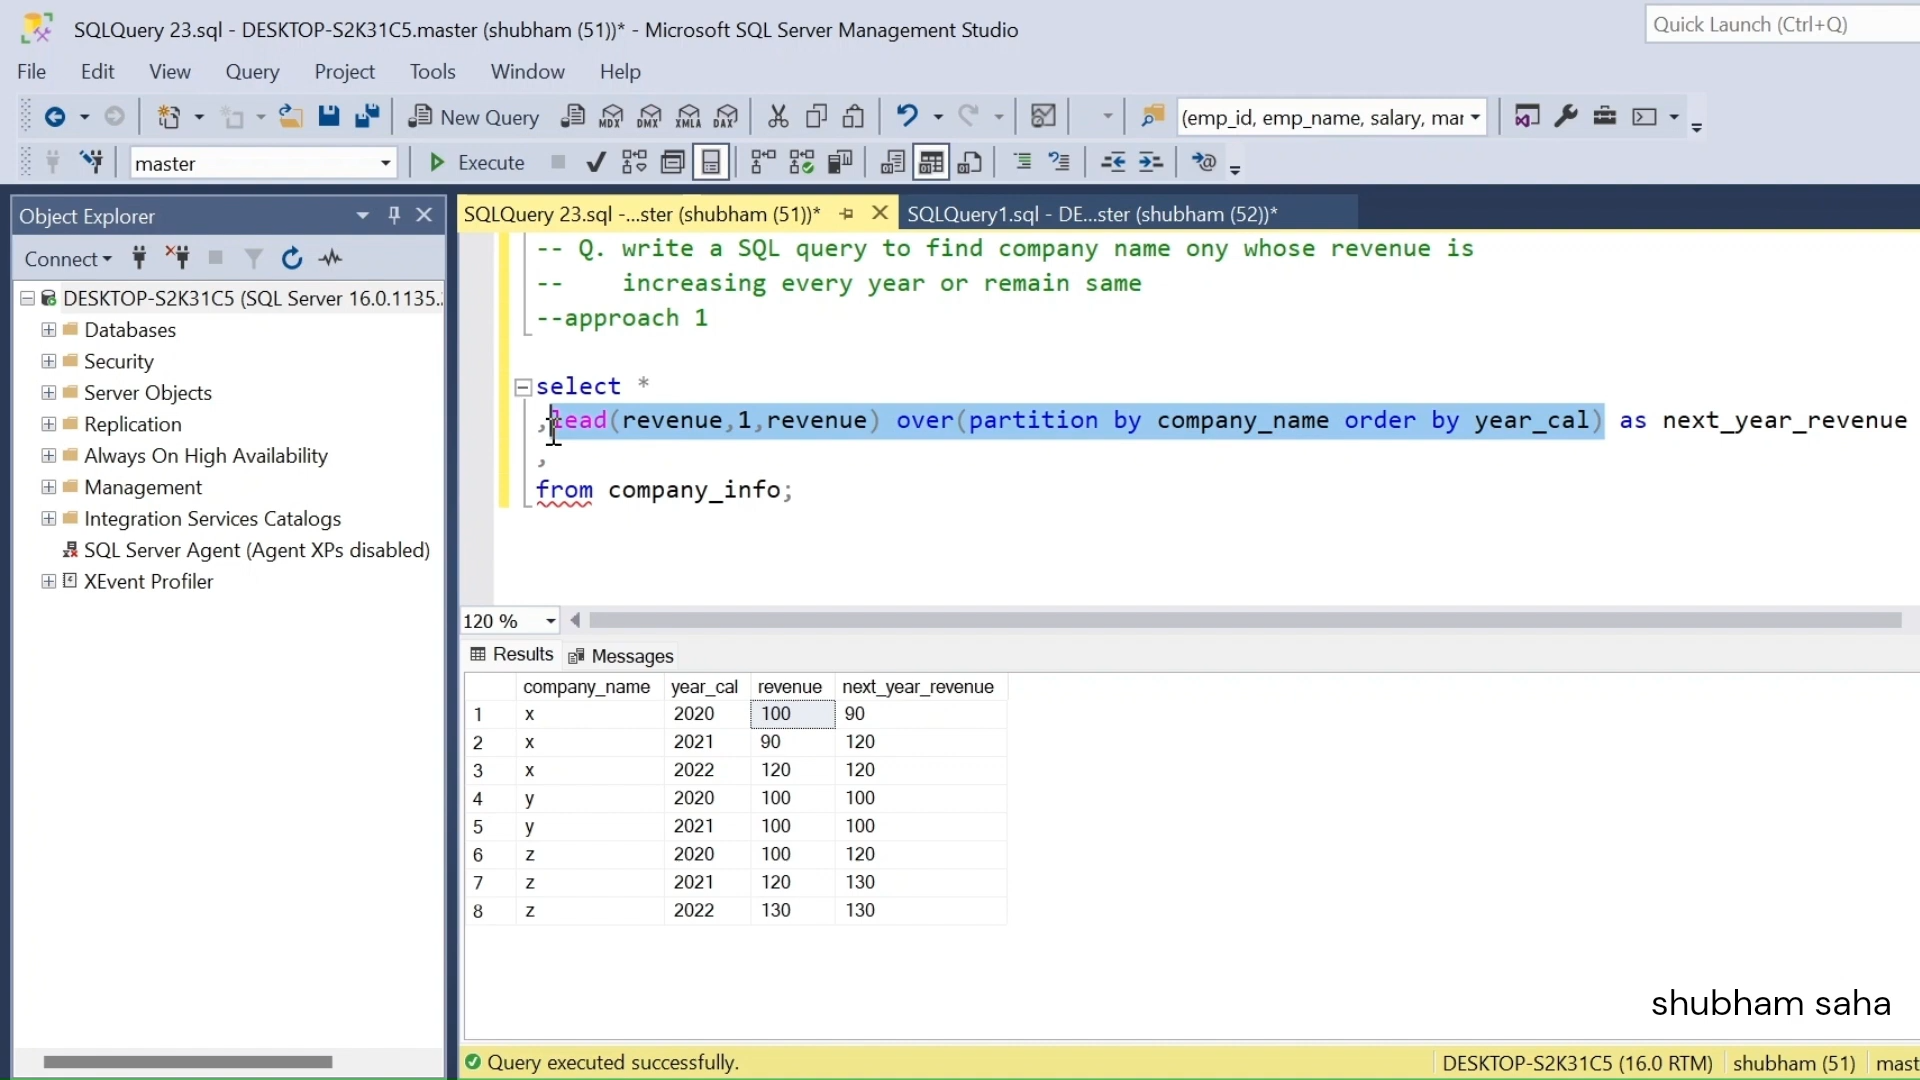 SQLQuery 23.sql - DESKTOP-S2K31C5.master (shubham (51))* - Microsoft SQL Server Management Studio
Quick Launch (Ctrl+Q)
File Edit View Query Project Tools Window Help
New Query MDX DMX XMLA DAX (emp_id, emp_name, salary, mar
master Execute
Object Explorer
SQLQuery 23.sql -...ster (shubham (51))* SQLQuery1.sql - DE...ster (shubham (52))*
Connect
DESKTOP-S2K31C5 (SQL Server 16.0.1135.
Databases
Security
Server Objects
Replication
Always On High Availability
Management
Integration Services Catalogs
SQL Server Agent (Agent XPs disabled)
XEvent Profiler
-- Q. write a SQL query to find company name ony whose revenue is
-- increasing every year or remain same
--approach 1
select *
,lead(revenue,1,revenue) over(partition by company_name order by year_cal) as next_year_revenue
,
from company_info;
120 %
Results Messages
company_name year_cal revenue next_year_revenue
1 x 2020 100 90
2 x 2021 90 120
3 x 2022 120 120
4 y 2020 100 100
5 y 2021 100 100
6 z 2020 100 120
7 z 2021 120 130
8 z 2022 130 130
shubham saha
Query executed successfully. DESKTOP-S2K31C5 (16.0 RTM) shubham (51) mast